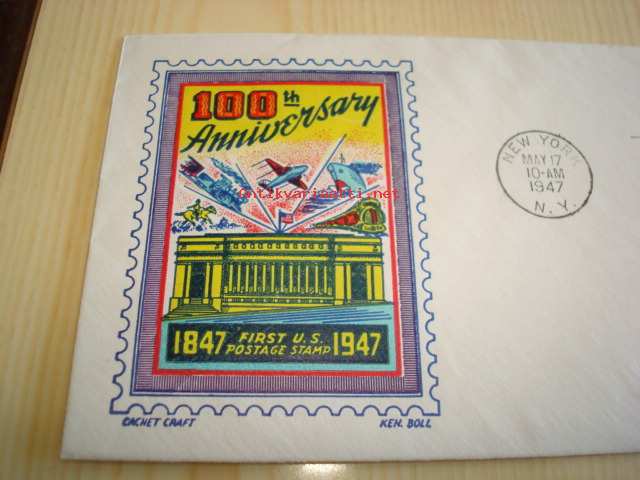 100th
Anniversary
antikvariaatti.net
1847 FIRST U.S. POSTAGE STAMP 1947
CACHET CRAFT KEN. BOLL
NEW YORK
MAY 17
10-AM
1947
N.Y.